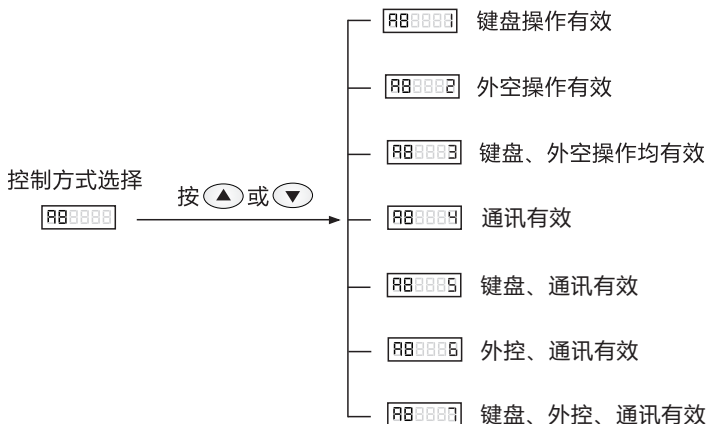 A8 1 键盘操作有效
A8 2 外空操作有效
A8 3 键盘、外空操作均有效
控制方式选择
按▲或▼
A8
A8 4 通讯有效
A8 5 键盘、通讯有效
A8 6 外控、通讯有效
A8 7 键盘、外控、通讯有效